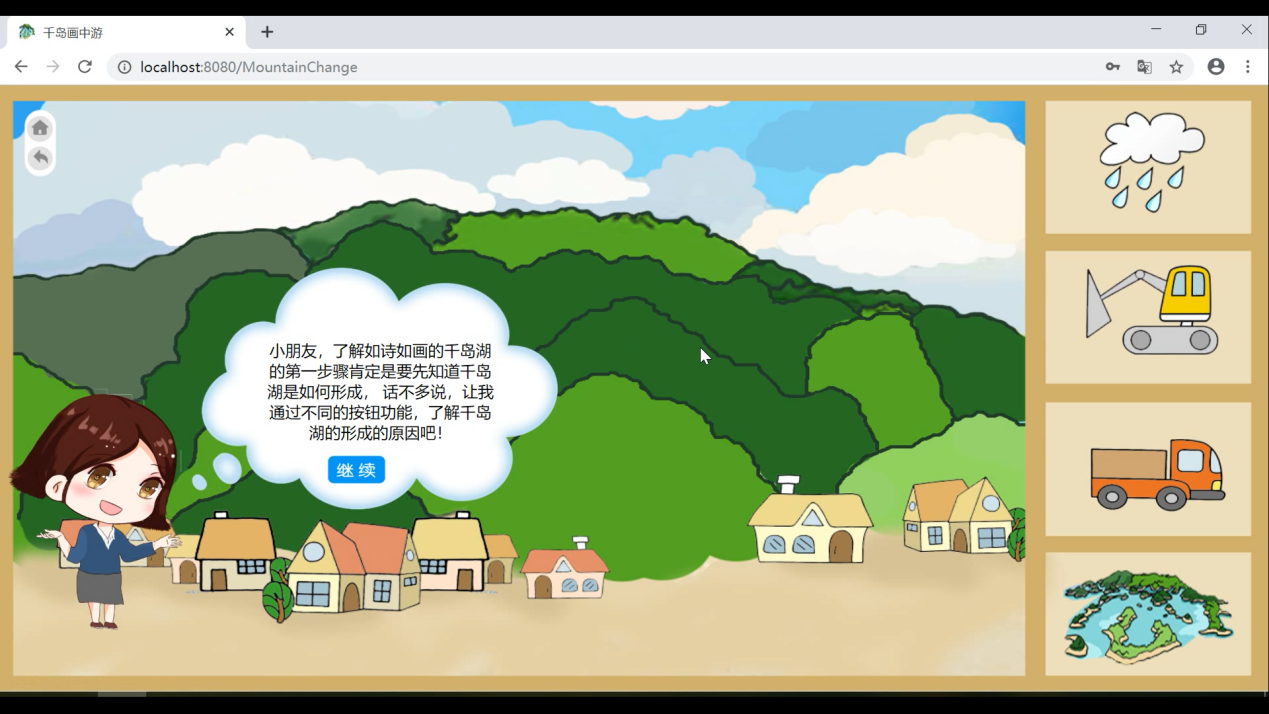 千岛画中游
localhost:8080/MountainChange
小朋友，了解如诗如画的千岛湖
的第一步骤肯定是要先知道千岛
湖是如何形成， 话不多说，让我
通过不同的按钮功能，了解千岛
湖的形成的原因吧！
继 续